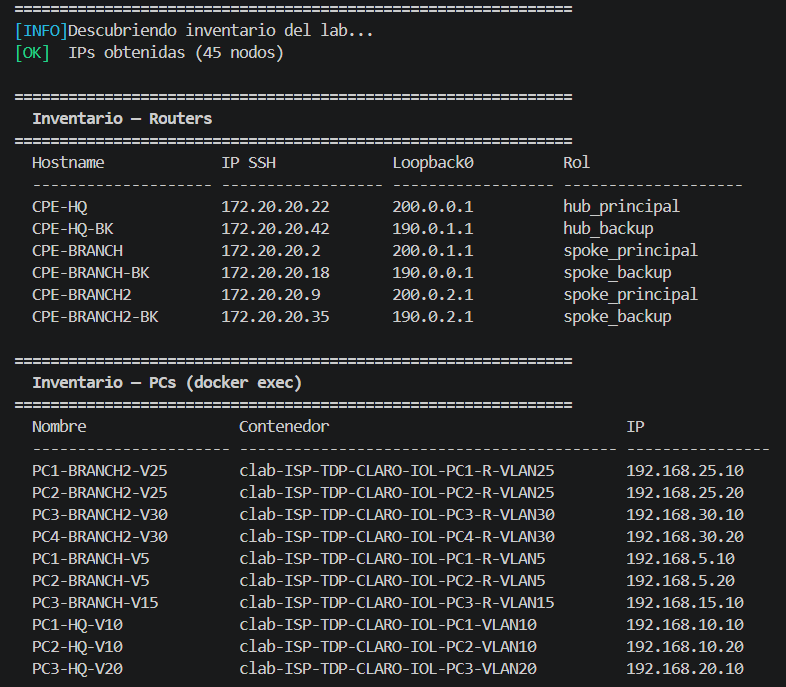 ==============================================================
[INFO]Descubriendo inventario del lab...
[OK]  IPs obtenidas (45 nodos)
==============================================================
Inventario — Routers
==============================================================
Hostname             IP SSH             Loopback0          Rol
-------------------- ------------------ ------------------ --------------------
CPE-HQ               172.20.20.22       200.0.0.1          hub_principal
CPE-HQ-BK            172.20.20.42       190.0.1.1          hub_backup
CPE-BRANCH           172.20.20.2        200.0.1.1          spoke_principal
CPE-BRANCH-BK        172.20.20.18       190.0.0.1          spoke_backup
CPE-BRANCH2          172.20.20.9        200.0.2.1          spoke_principal
CPE-BRANCH2-BK       172.20.20.35       190.0.2.1          spoke_backup
==============================================================
Inventario — PCs (docker exec)
==============================================================
Nombre                 Contenedor                                 IP
---------------------- ------------------------------------------ ----------------
PC1-BRANCH2-V25        clab-ISP-TDP-CLARO-IOL-PC1-R-VLAN25        192.168.25.10
PC2-BRANCH2-V25        clab-ISP-TDP-CLARO-IOL-PC2-R-VLAN25        192.168.25.20
PC3-BRANCH2-V30        clab-ISP-TDP-CLARO-IOL-PC3-R-VLAN30        192.168.30.10
PC4-BRANCH2-V30        clab-ISP-TDP-CLARO-IOL-PC4-R-VLAN30        192.168.30.20
PC1-BRANCH-V5          clab-ISP-TDP-CLARO-IOL-PC1-R-VLAN5         192.168.5.10
PC2-BRANCH-V5          clab-ISP-TDP-CLARO-IOL-PC2-R-VLAN5         192.168.5.20
PC3-BRANCH-V15         clab-ISP-TDP-CLARO-IOL-PC3-R-VLAN15        192.168.15.10
PC1-HQ-V10             clab-ISP-TDP-CLARO-IOL-PC1-VLAN10          192.168.10.10
PC2-HQ-V10             clab-ISP-TDP-CLARO-IOL-PC2-VLAN10          192.168.10.20
PC3-HQ-V20             clab-ISP-TDP-CLARO-IOL-PC3-VLAN20          192.168.20.10